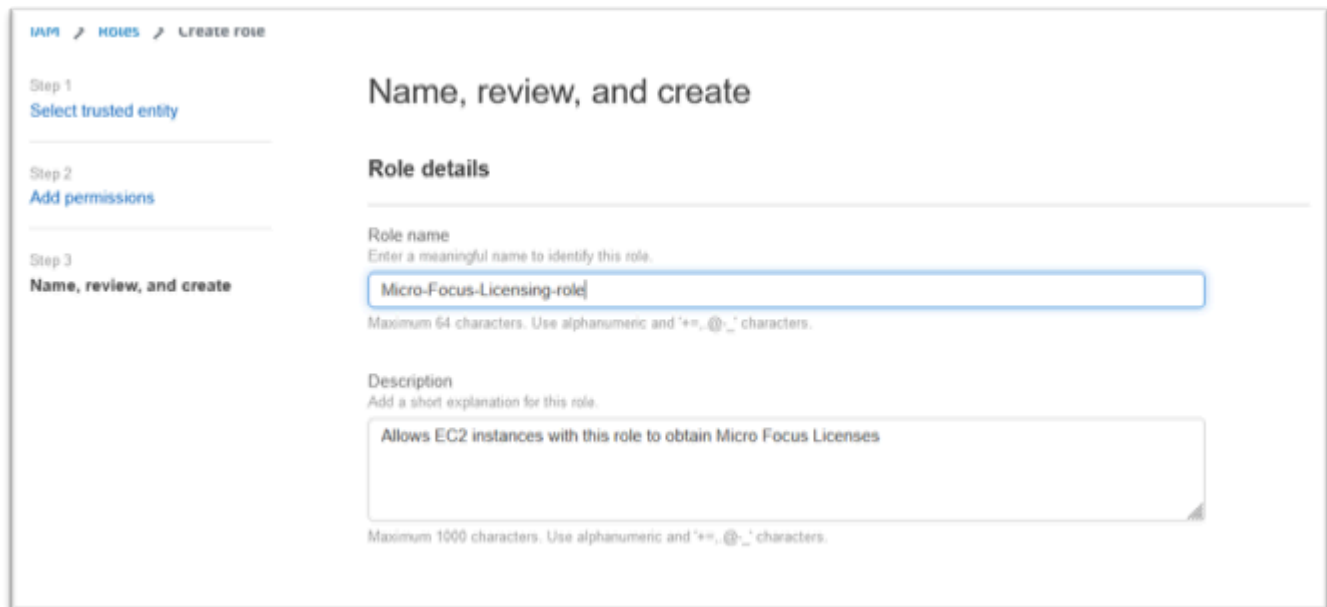 IAM > Roles > Create role
Step 1
Select trusted entity
Step 2
Add permissions
Step 3
Name, review, and create
Name, review, and create
Role details
Role name
Enter a meaningful name to identify this role.
Micro-Focus-Licensing-role
Maximum 64 characters. Use alphanumeric and '+=,.@-_' characters.
Description
Add a short explanation for this role.
Allows EC2 instances with this role to obtain Micro Focus Licenses
Maximum 1000 characters. Use alphanumeric and '+=,.@-_' characters.